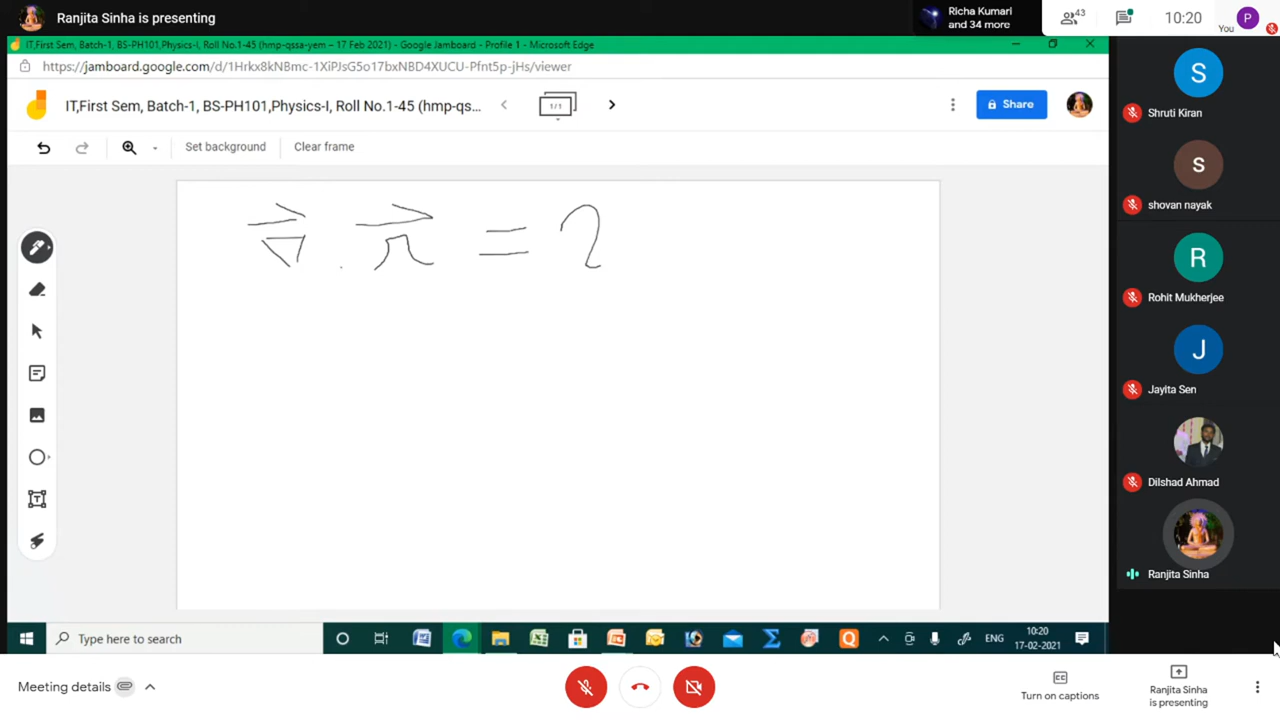 Ranjita Sinha is presenting
Richa Kumari
and 34 more
43
10:20
P
You
IT,First Sem, Batch-1, BS-PH101,Physics-I, Roll No.1-45 (hmp-qssa-yem – 17 Feb 2021) - Google Jamboard - Profile 1 - Microsoft Edge
https://jamboard.google.com/d/1Hrkx8kNBmc-1XiPJsG5o17bxNBD4XUCU-Pfnt5p-jHs/viewer
IT,First Sem, Batch-1, BS-PH101,Physics-I, Roll No.1-45 (hmp-qs...
1/1
Share
Set background
Clear frame
∇⃗ . r⃗ = ?
S
Shruti Kiran
s
shovan nayak
R
Rohit Mukherjee
J
Jayita Sen
Dilshad Ahmad
Ranjita Sinha
Type here to search
ENG
10:20
17-02-2021
Meeting details
Turn on captions
Ranjita Sinha
is presenting